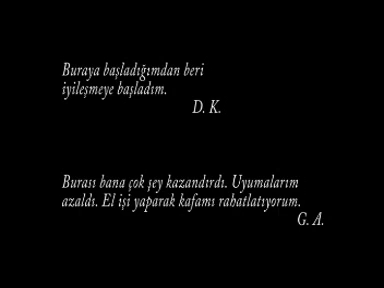 Buraya başladığımdan beri
iyileşmeye başladım.
D. K.
Burası bana çok şey kazandırdı. Uyumalarım
azaldı. El işi yaparak kafamı rahatlatıyorum.
G. A.